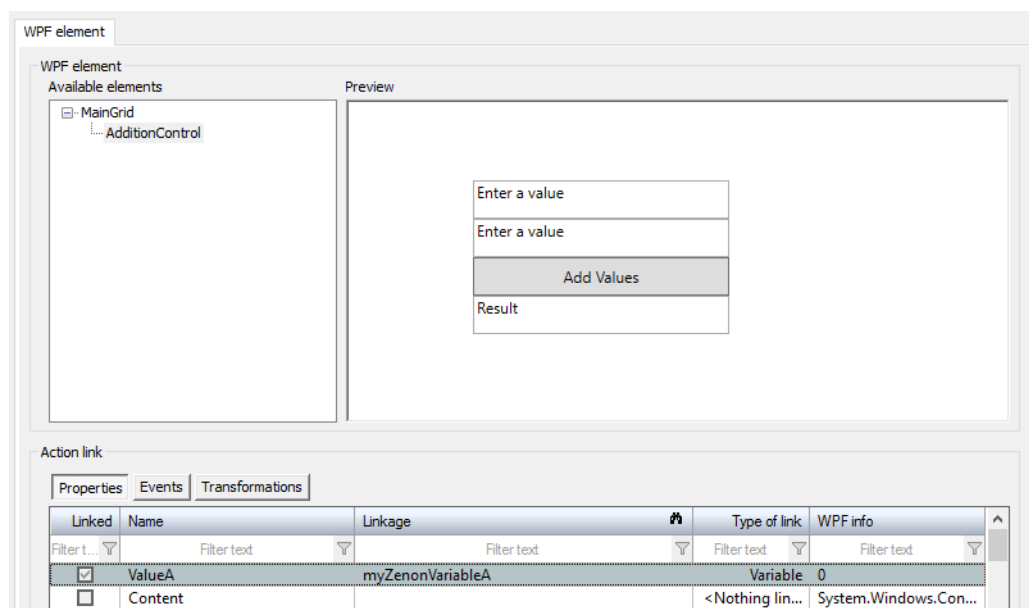 WPF element
WPF element
Available elements
Preview
MainGrid
AdditionControl
Enter a value
Enter a value
Add Values
Result
Action link
Properties Events Transformations
Linked Name Linkage Type of link WPF info
Filter t... Filter text Filter text Filter text Filter text
ValueA myZenonVariableA Variable 0
Content <Nothing lin... System.Windows.Con...